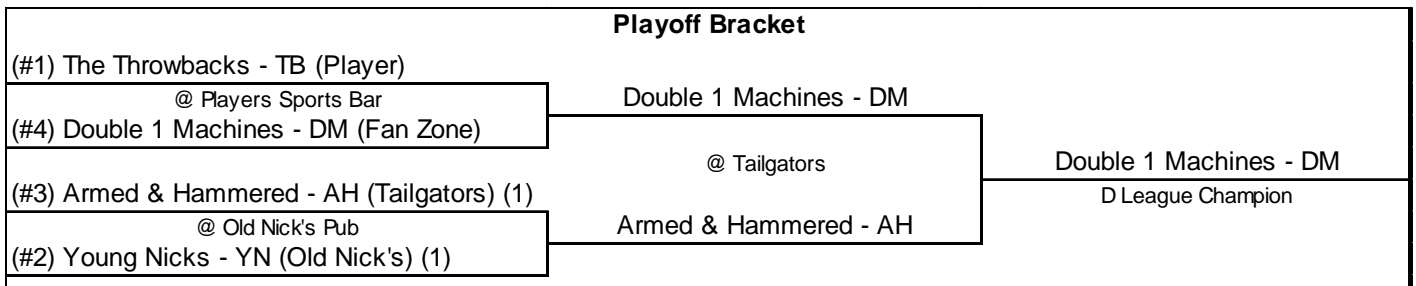 Playoff Bracket
(#1) The Throwbacks - TB (Player)
@ Players Sports Bar
(#4) Double 1 Machines - DM (Fan Zone)
Double 1 Machines - DM
@ Tailgators
(#3) Armed & Hammered - AH (Tailgators) (1)
@ Old Nick's Pub
(#2) Young Nicks - YN (Old Nick's) (1)
Armed & Hammered - AH
Double 1 Machines - DM
D League Champion